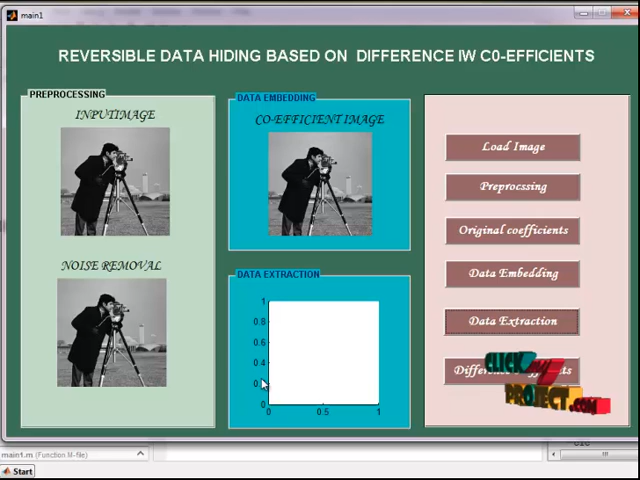 main1
REVERSIBLE DATA HIDING BASED ON DIFFERENCE IW C0-EFFICIENTS
PREPROCESSING
INPUTIMAGE
NOISE REMOVAL
DATA EMBEDDING
CO-EFFICIENT IMAGE
DATA EXTRACTION
1
0.8
0.6
0.4
0
0 0.5 1
Load Image
Preprocssing
Original coefficients
Data Embedding
Data Extraction
CLICK MY
PROJECT.COM
main1.m (Function M-file)
Start